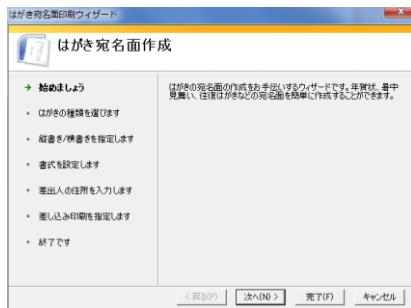 はがき宛名面印刷ウィザード
はがき宛名面作成
始めましょう
はがきの宛名面の作成をお手伝いするウィザードです。年賀状、暑中
見舞い、往復はがきなどの宛名面を簡単に作成することができます。
はがきの種類を選びます
縦書き/横書きを指定します
書式を設定します
差出人の住所を入力します
差し込み印刷を指定します
終了です
< 戻る(P)
次へ(N) >
完了(F)
キャンセル